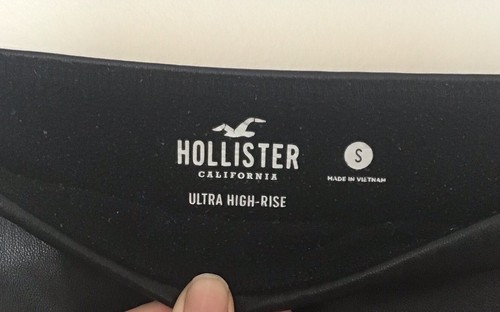 HOLLISTER
CALIFORNIA
ULTRA HIGH-RISE
S
MADE IN VIETNAM